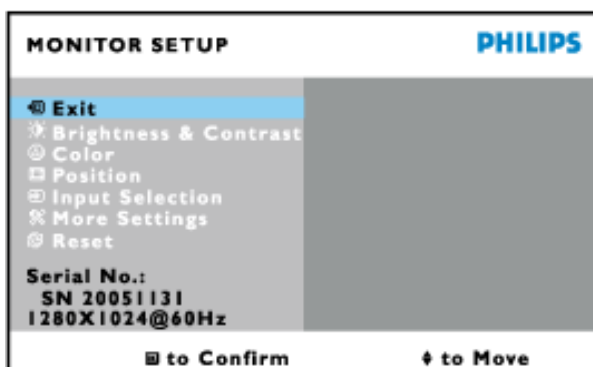 MONITOR SETUP PHILIPS
Exit
Brightness & Contrast
Color
Position
Input Selection
More Settings
Reset
Serial No.:
SN 20051131
1280X1024@60Hz
to Confirm to Move